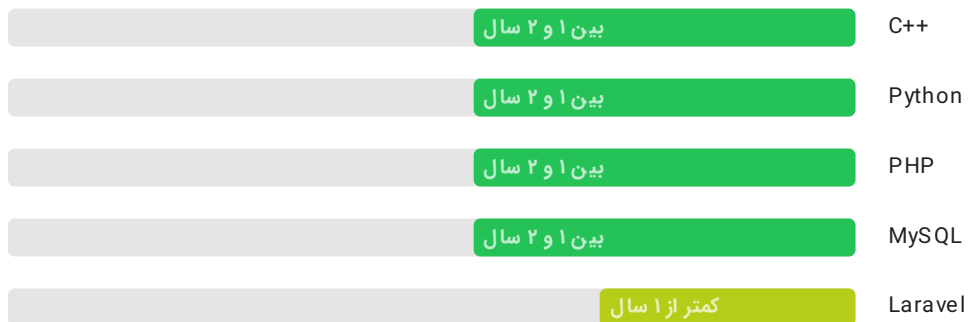 C++ بین ۱ و ۲ سال
Python بین ۱ و ۲ سال
PHP بین ۱ و ۲ سال
MySQL بین ۱ و ۲ سال
Laravel کمتر از ۱ سال